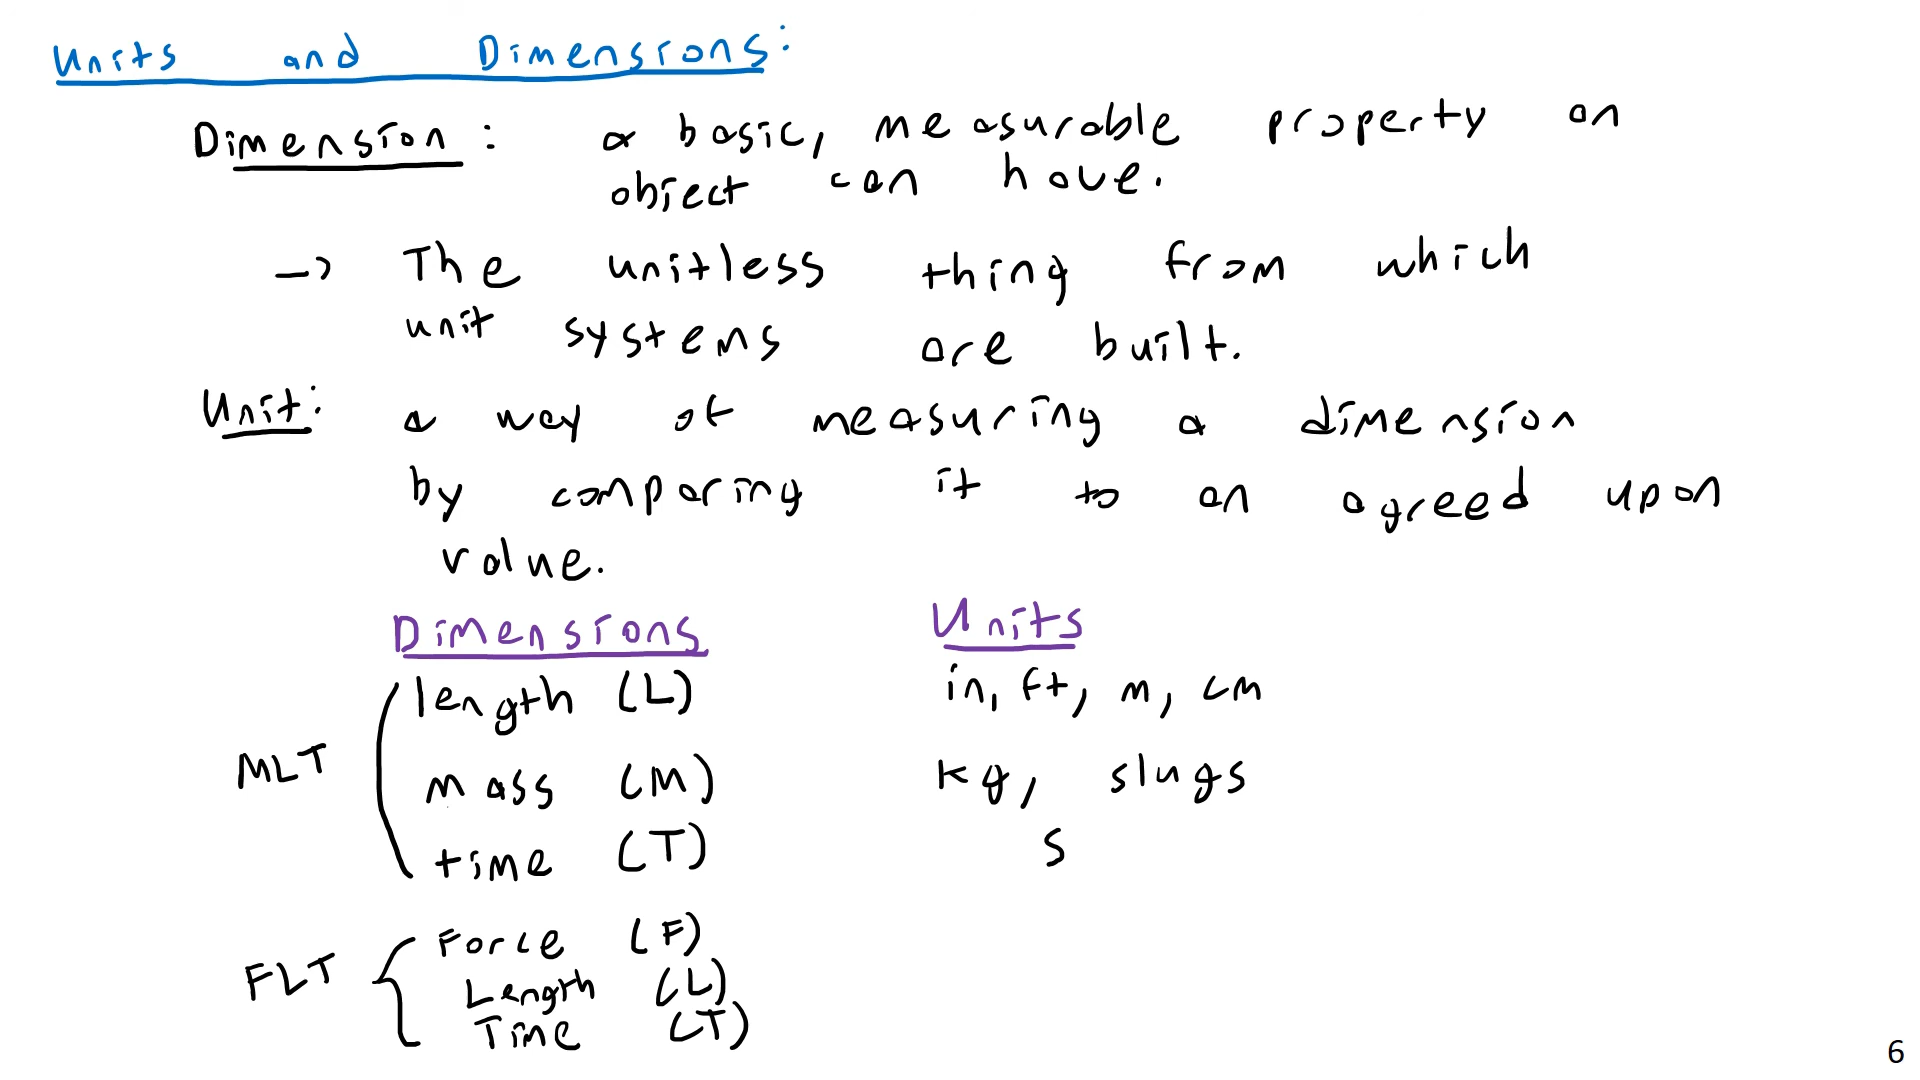 Units and Dimensions:
Dimension: a basic, measurable property an
object can have.
-> The unitless thing from which
unit systems are built.
Unit: a way of measuring a dimension
by comparing it to an agreed upon
value.
Dimensions Units
length (L) in, ft, m, cm
MLT
mass (M) kg, slugs
time (T) s
Force (F)
FLT
Length (L)
Time (T)
6